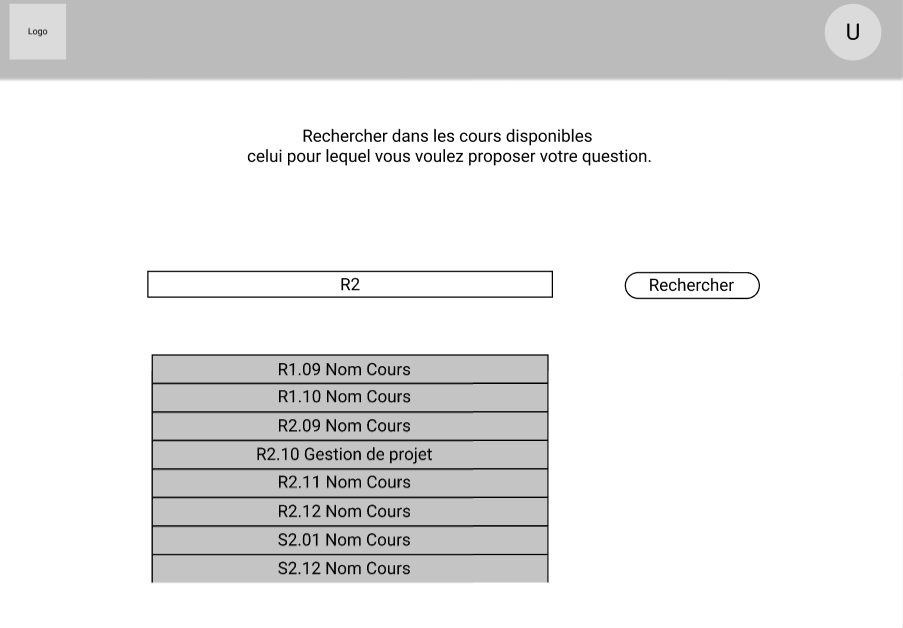 Logo
U
Rechercher dans les cours disponibles
celui pour lequel vous voulez proposer votre question.
R2
Rechercher
R1.09 Nom Cours
R1.10 Nom Cours
R2.09 Nom Cours
R2.10 Gestion de projet
R2.11 Nom Cours
R2.12 Nom Cours
S2.01 Nom Cours
S2.12 Nom Cours